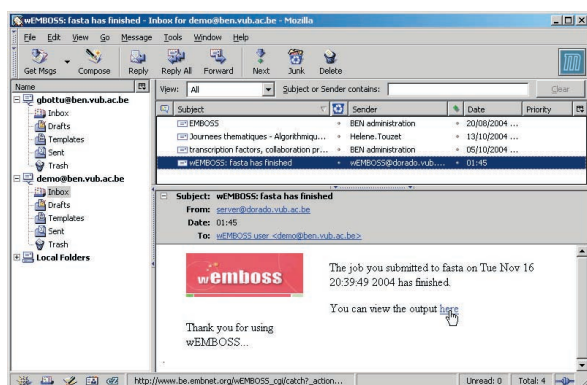 wEMBOSS: fasta has finished - Inbox for demo@ben.vub.ac.be - Mozilla
File Edit View Go Message Tools Window Help
Get Msgs Compose Reply Reply All Forward Next Junk Delete
Name
View: All Subject or Sender contains: Clear
gbottu@ben.vub.ac.be
Inbox
Drafts
Templates
Sent
Trash
demo@ben.vub.ac.be
Inbox
Drafts
Templates
Sent
Trash
Local Folders
Subject Sender Date Priority
EMBOSS BEN administration 20/08/2004 ...
Journees thematiques - Algorithmiqu... Helene.Touzet 13/10/2004 ...
transcription factors, collaboration pr... BEN administration 05/10/2004 ...
wEMBOSS: fasta has finished wEMBOSS@dorado.vub.... 01:45
Subject: wEMBOSS: fasta has finished
From: server@dorado.vub.ac.be
Date: 01:45
To: wEMBOSS user <demo@ben.vub.ac.be>
wemboss
The job you submitted to fasta on Tue Nov 16
20:39:49 2004 has finished.
You can view the output here
Thank you for using
wEMBOSS...
.
http://www.be.embnet.org/wEMBOSS_cgi/catch?_action... Unread: 0 Total: 4